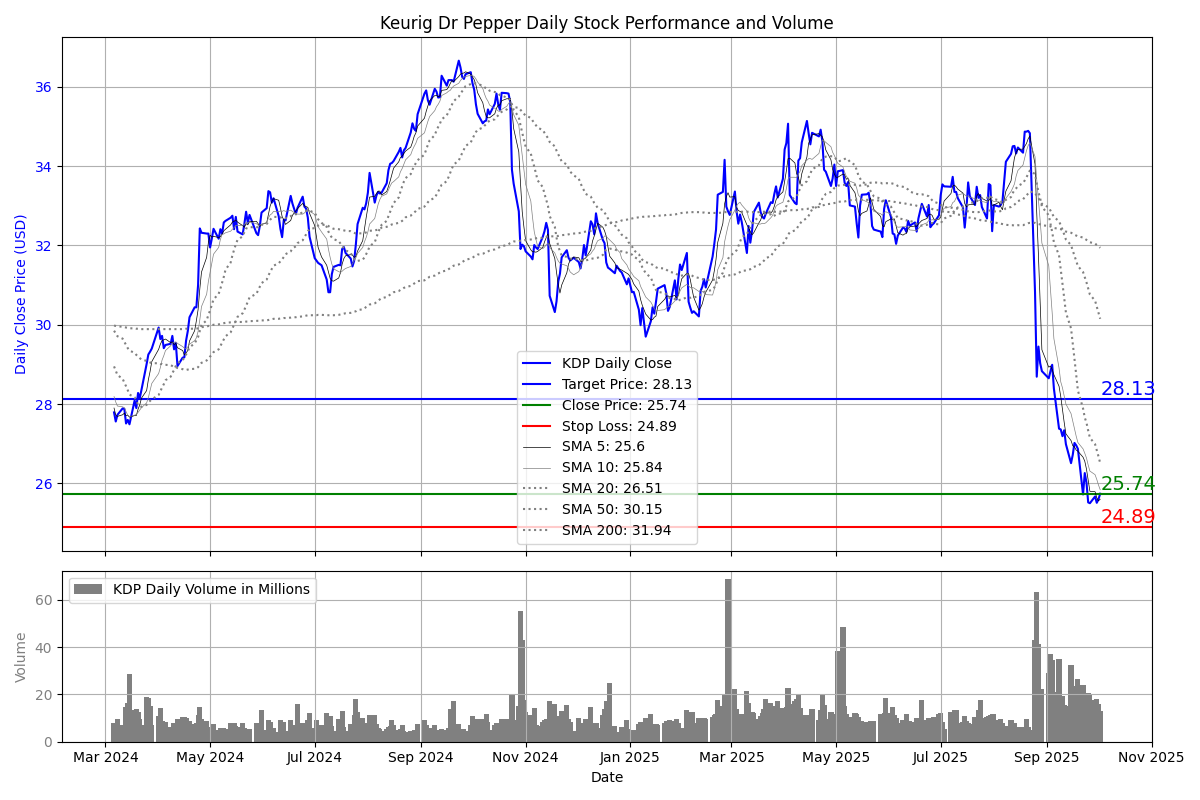 Keurig Dr Pepper Daily Stock Performance and Volume
Daily Close Price (USD)
36
34
32
30
28
26
28.13
25.74
24.89
KDP Daily Close
Target Price: 28.13
Close Price: 25.74
Stop Loss: 24.89
SMA 5: 25.6
SMA 10: 25.84
SMA 20: 26.51
SMA 50: 30.15
SMA 200: 31.94
KDP Daily Volume in Millions
Volume
60
40
20
0
Mar 2024 May 2024 Jul 2024 Sep 2024 Nov 2024 Jan 2025 Mar 2025 May 2025 Jul 2025 Sep 2025 Nov 2025
Date